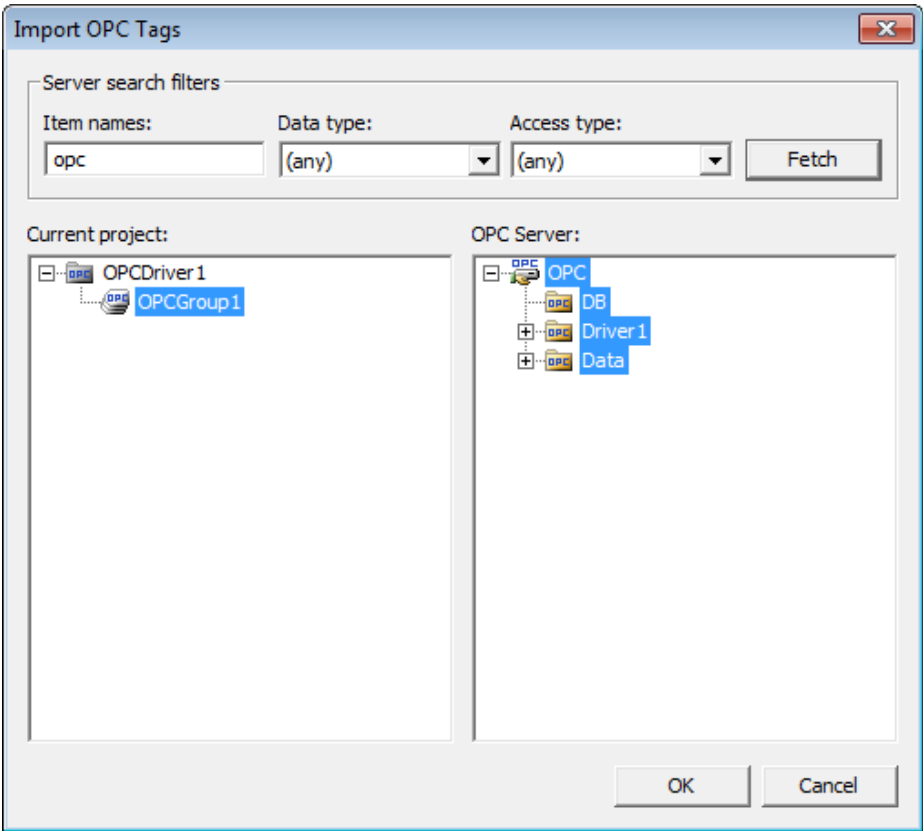 Import OPC Tags
Server search filters
Item names: Data type: Access type:
opc (any) (any) Fetch
Current project: OPC Server:
OPCDriver1
OPCGroup1
OPC
DB
Driver1
Data
OK Cancel